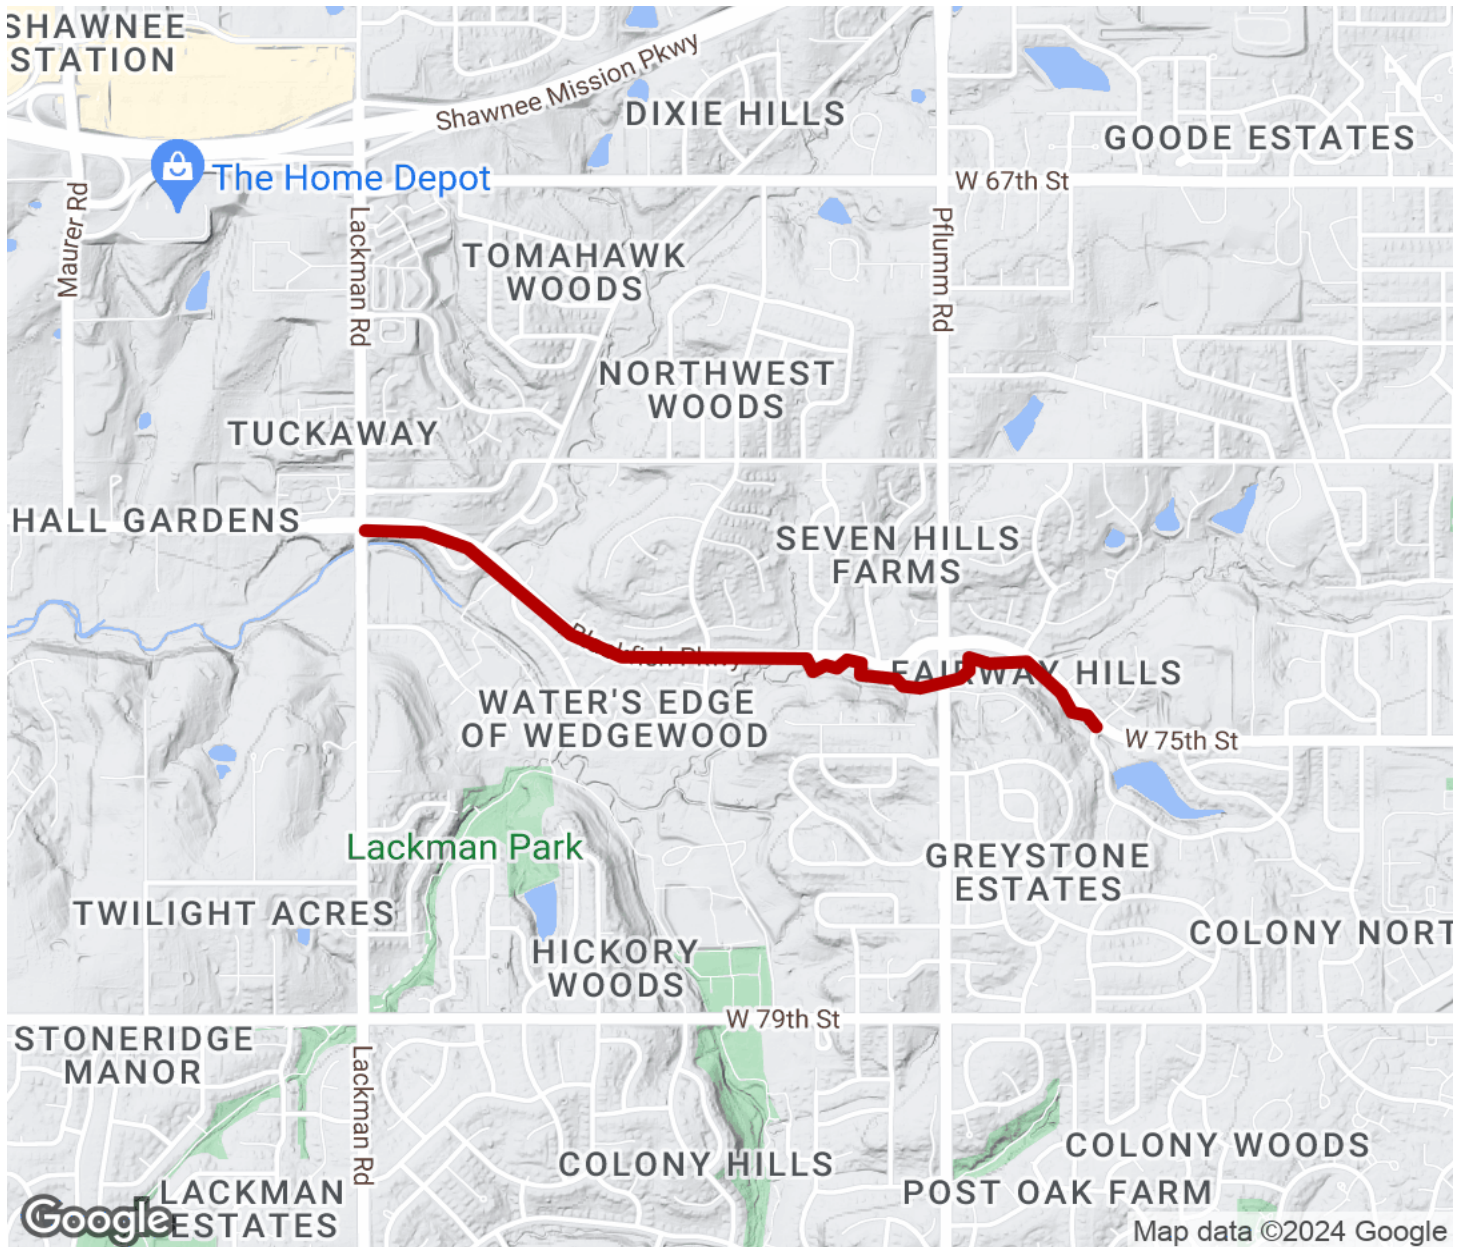 SHAWNEE
STATION
Shawnee Mission Pkwy
DIXIE HILLS
GOODE ESTATES
The Home Depot
W 67th St
Maurer Rd
Lackman Rd
Pflumm Rd
TOMAHAWK
WOODS
NORTHWEST
WOODS
TUCKAWAY
HALL GARDENS
SEVEN HILLS
FARMS
Pkwy
FAIRWAY HILLS
WATER'S EDGE
OF WEDGEWOOD
W 75th St
Lackman Park
GREYSTONE
ESTATES
TWILIGHT ACRES
COLONY NORT
HICKORY
WOODS
W 79th St
STONERIDGE
MANOR
Lackman Rd
COLONY WOODS
COLONY HILLS
POST OAK FARM
LACKMAN
ESTATES
Google
Map data ©2024 Google